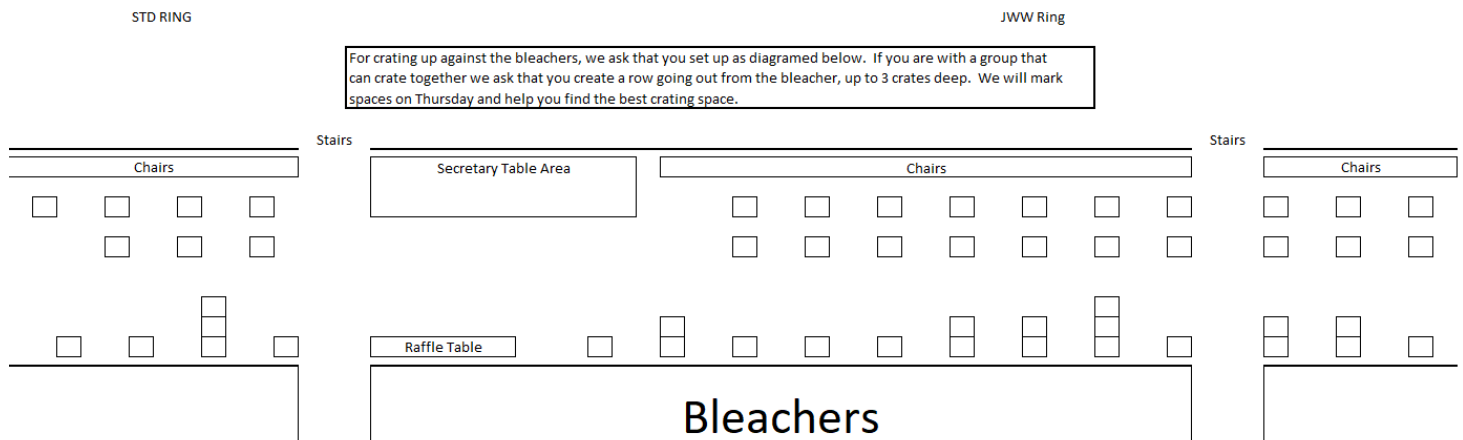 STD RING
JWW Ring
For crating up against the bleachers, we ask that you set up as diagramed below.  If you are with a group that
can crate together we ask that you create a row going out from the bleacher, up to 3 crates deep.  We will mark
spaces on Thursday and help you find the best crating space.
Stairs
Stairs
Chairs
Secretary Table Area
Chairs
Chairs
Raffle Table
Bleachers